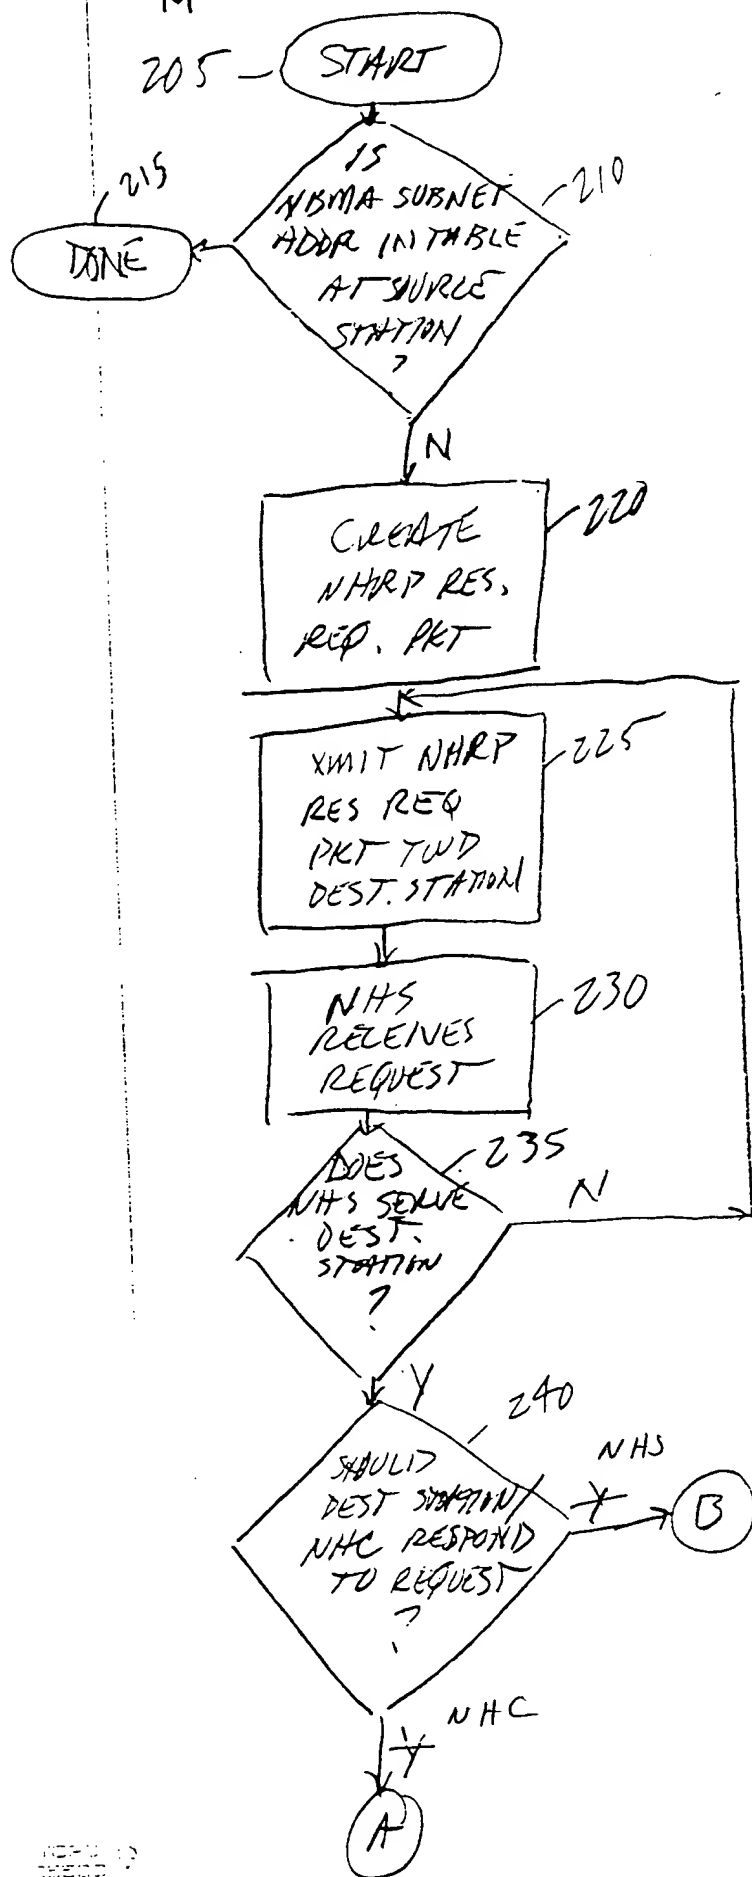 M
205
START
215
DONE
IS
NBMA SUBNET
ADDR IN TABLE
AT SOURCE
STATION
?
210
N
CREATE
NHRP RES.
REQ. PKT
220
XMIT NHRP
RES REQ
PKT TWD
DEST. STATION
225
NHS
RECEIVES
REQUEST
230
DOES
NHS SERVE
DEST.
STATION
?
235
N
Y
240
SHOULD
DEST STATION/
NHC RESPOND
TO REQUEST
?
NHS
Y
B
NHC
Y
A